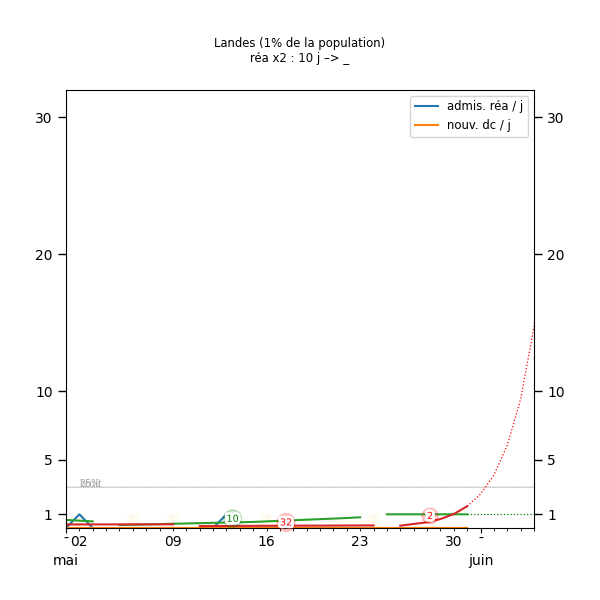 Landes (1% de la population)
réa x2 : 10 j –> _
admis. réa / j
nouv. dc / j
30 30
20 20
10 10
5 5
1 1
10
32
2
02 09 16 23 30
mai juin